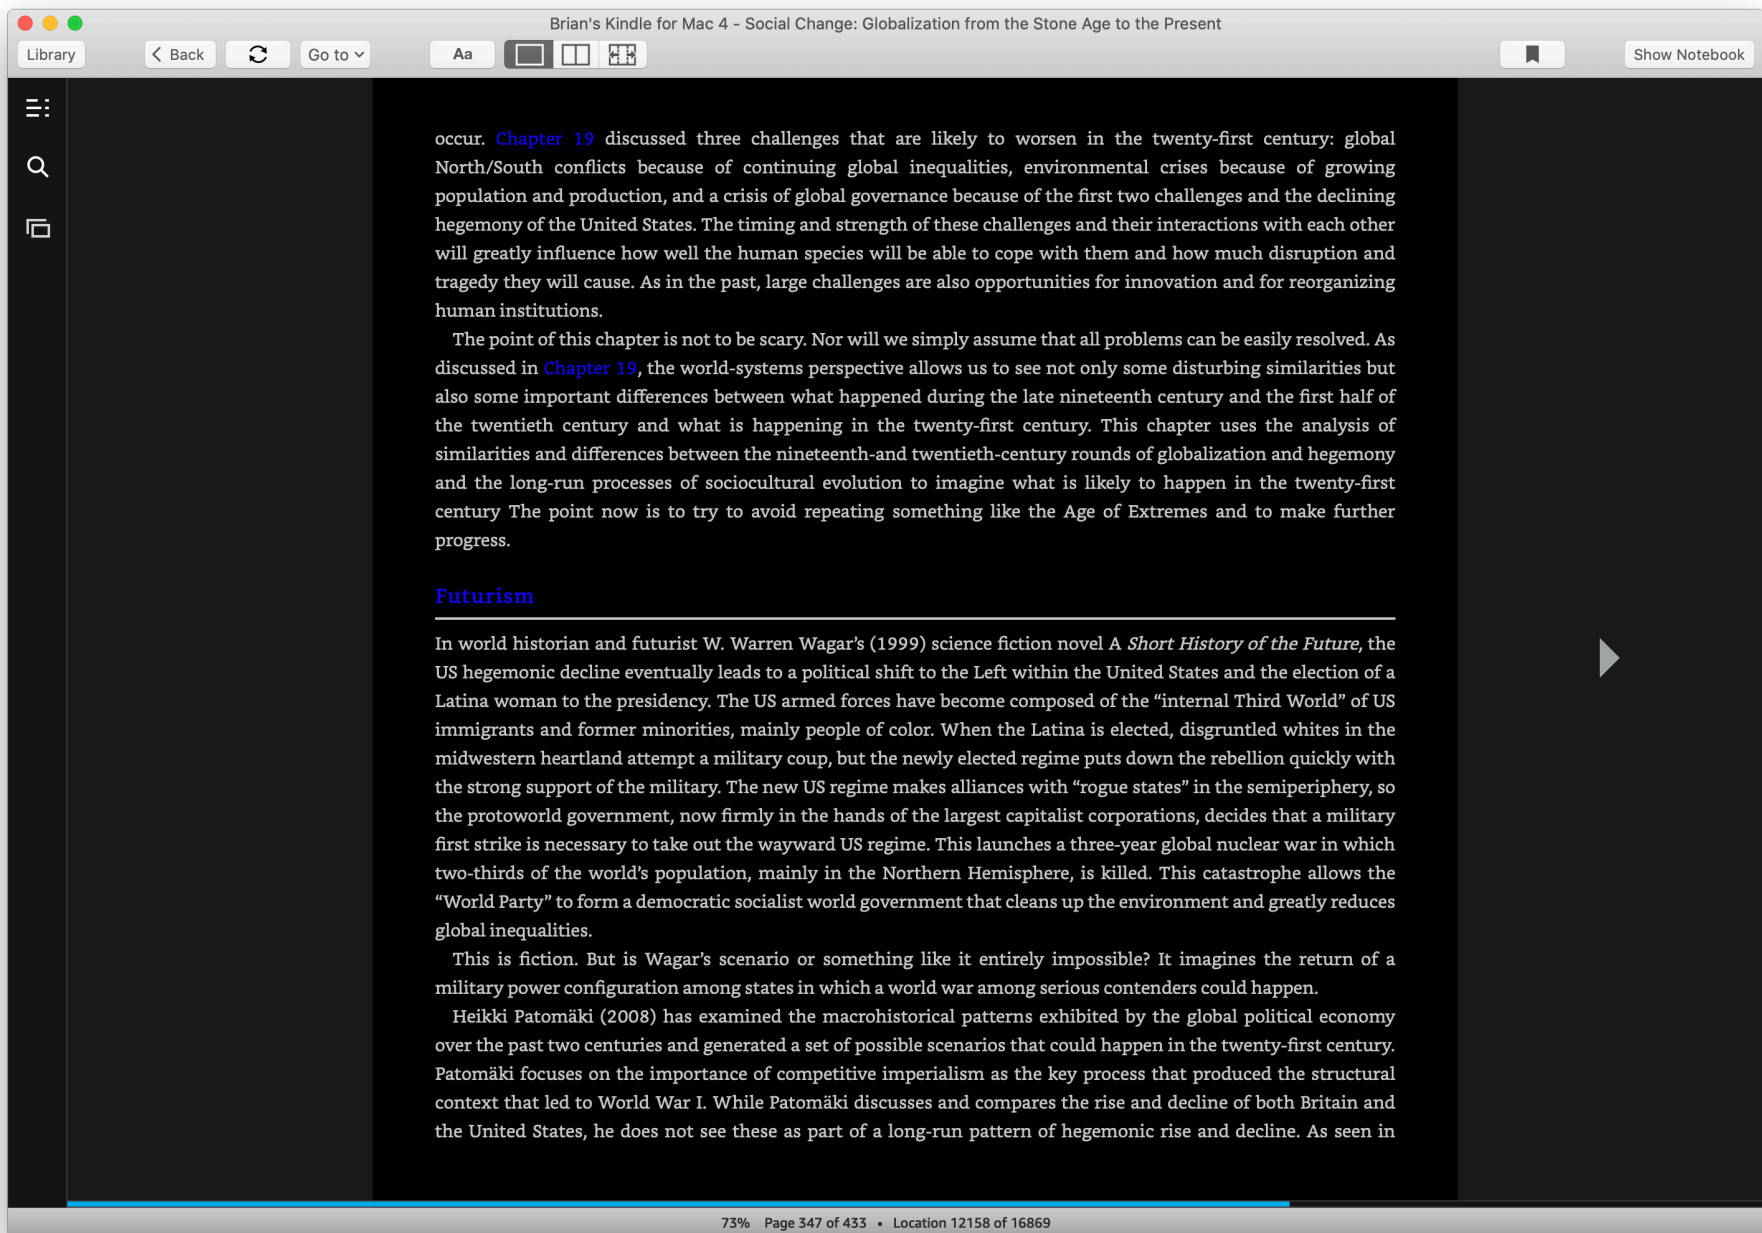 Brian's Kindle for Mac 4 - Social Change: Globalization from the Stone Age to the Present
Library
Back
Go to
Aa
Show Notebook
occur. Chapter 19 discussed three challenges that are likely to worsen in the twenty-first century: global
North/South conflicts because of continuing global inequalities, environmental crises because of growing
population and production, and a crisis of global governance because of the first two challenges and the declining
hegemony of the United States. The timing and strength of these challenges and their interactions with each other
will greatly influence how well the human species will be able to cope with them and how much disruption and
tragedy they will cause. As in the past, large challenges are also opportunities for innovation and for reorganizing
human institutions.
The point of this chapter is not to be scary. Nor will we simply assume that all problems can be easily resolved. As
discussed in Chapter 19, the world-systems perspective allows us to see not only some disturbing similarities but
also some important differences between what happened during the late nineteenth century and the first half of
the twentieth century and what is happening in the twenty-first century. This chapter uses the analysis of
similarities and differences between the nineteenth-and twentieth-century rounds of globalization and hegemony
and the long-run processes of sociocultural evolution to imagine what is likely to happen in the twenty-first
century The point now is to try to avoid repeating something like the Age of Extremes and to make further
progress.
Futurism
In world historian and futurist W. Warren Wagar's (1999) science fiction novel A Short History of the Future, the
US hegemonic decline eventually leads to a political shift to the Left within the United States and the election of a
Latina woman to the presidency. The US armed forces have become composed of the “internal Third World” of US
immigrants and former minorities, mainly people of color. When the Latina is elected, disgruntled whites in the
midwestern heartland attempt a military coup, but the newly elected regime puts down the rebellion quickly with
the strong support of the military. The new US regime makes alliances with “rogue states” in the semiperiphery, so
the protoworld government, now firmly in the hands of the largest capitalist corporations, decides that a military
first strike is necessary to take out the wayward US regime. This launches a three-year global nuclear war in which
two-thirds of the world's population, mainly in the Northern Hemisphere, is killed. This catastrophe allows the
“World Party” to form a democratic socialist world government that cleans up the environment and greatly reduces
global inequalities.
This is fiction. But is Wagar's scenario or something like it entirely impossible? It imagines the return of a
military power configuration among states in which a world war among serious contenders could happen.
Heikki Patomäki (2008) has examined the macrohistorical patterns exhibited by the global political economy
over the past two centuries and generated a set of possible scenarios that could happen in the twenty-first century.
Patomäki focuses on the importance of competitive imperialism as the key process that produced the structural
context that led to World War I. While Patomäki discusses and compares the rise and decline of both Britain and
the United States, he does not see these as part of a long-run pattern of hegemonic rise and decline. As seen in
73% Page 347 of 433 • Location 12158 of 16869